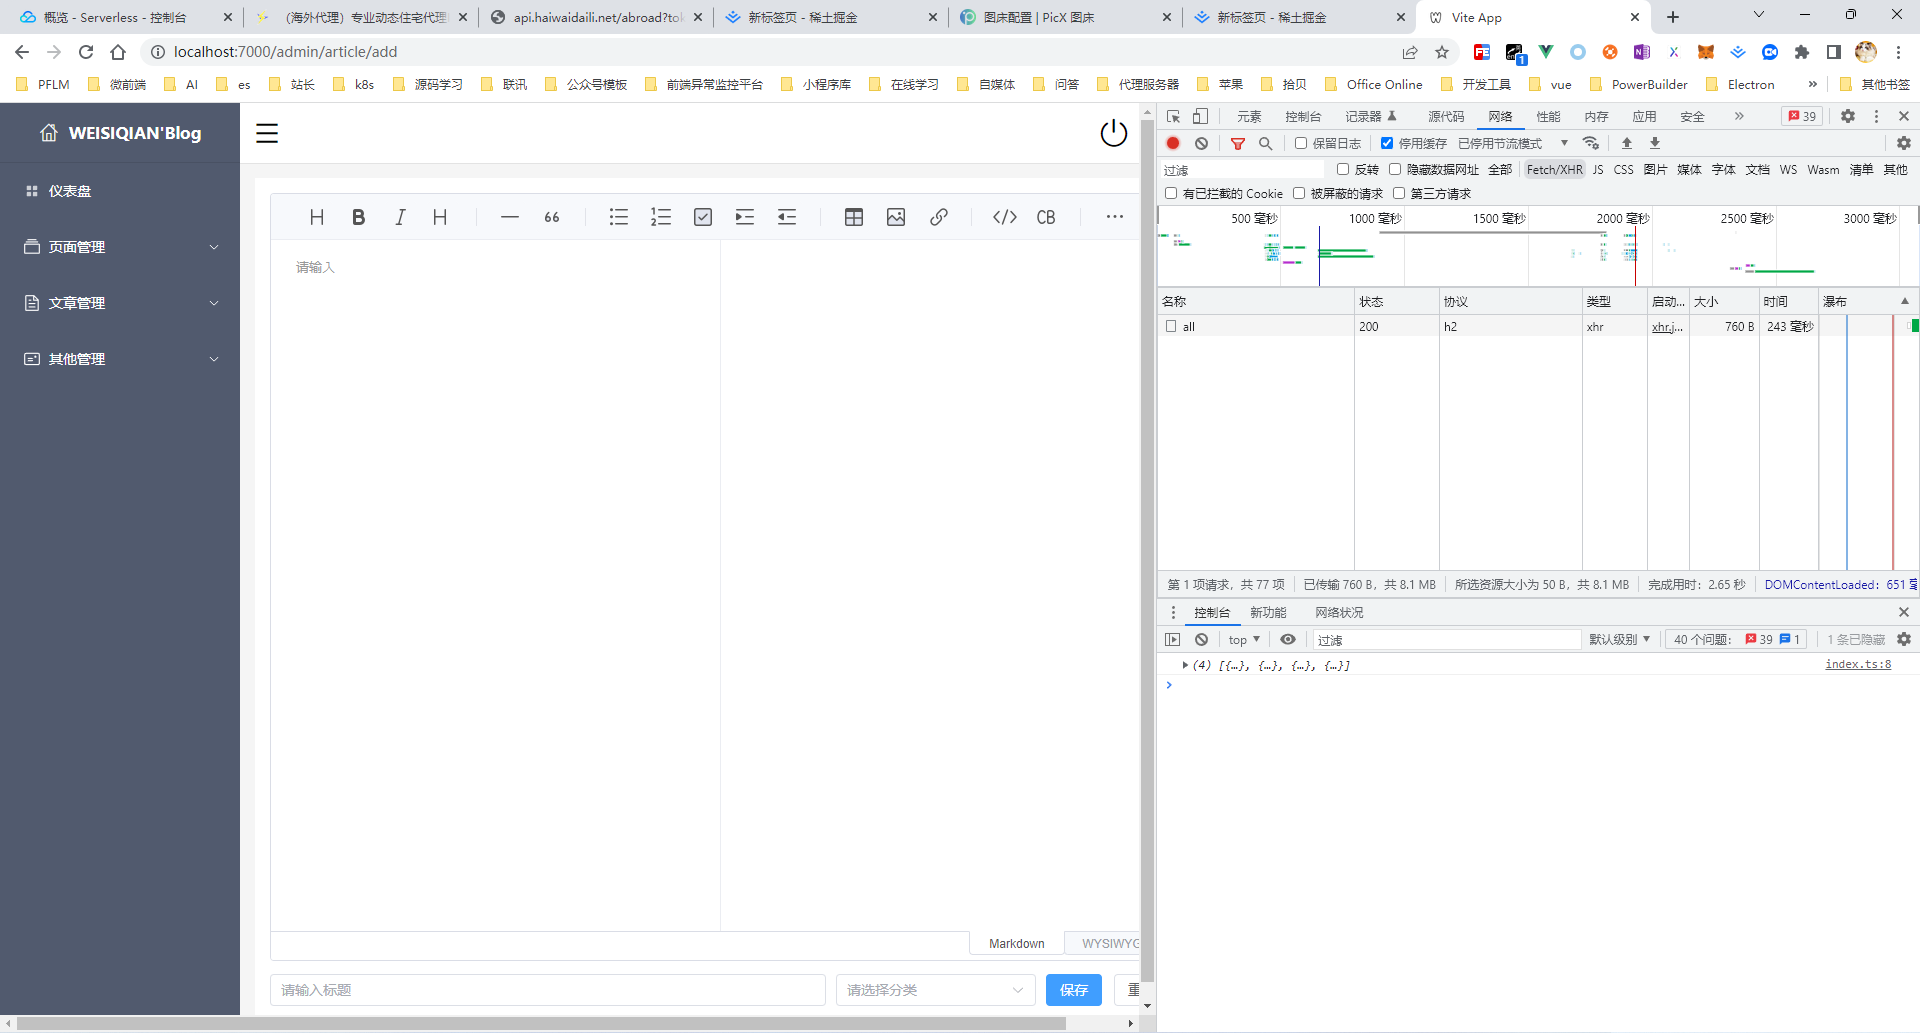 概览 - Serverless - 控制台
（海外代理）专业动态住宅代理
api.haiwaidaili.net/abroad?tok
新标签页 - 稀土掘金
图床配置 | PicX 图床
新标签页 - 稀土掘金
Vite App
localhost:7000/admin/article/add
PFLM 微前端 AI es 站长 k8s 源码学习 联讯 公众号模板 前端异常监控平台 小程序库 在线学习 自媒体 问答 代理服务器 苹果 拾贝 Office Online 开发工具 vue PowerBuilder Electron » 其他书签
WEISIQIAN'Blog
仪表盘
页面管理
文章管理
其他管理
H B I H — 66 </> CB ...
请输入
Markdown WYSIWYG
请输入标题 请选择分类 保存 重
元素 控制台 记录器 源代码 网络 性能 内存 应用 安全 » 39
保留日志 停用缓存 已停用节流模式
过滤 反转 隐藏数据网址 全部 Fetch/XHR JS CSS 图片 媒体 字体 文档 WS Wasm 清单 其他
有已拦截的 Cookie 被屏蔽的请求 第三方请求
500 毫秒 1000 毫秒 1500 毫秒 2000 毫秒 2500 毫秒 3000 毫秒
名称 状态 协议 类型 启动... 大小 时间 瀑布
all 200 h2 xhr xhr.j... 760 B 243 毫秒
第 1 项请求，共 77 项 已传输 760 B，共 8.1 MB 所选资源大小为 50 B，共 8.1 MB 完成用时：2.65 秒 DOMContentLoaded：651 毫
控制台 新功能 网络状况
top 过滤 默认级别 40 个问题： 39 1 1 条已隐藏
(4) [{…}, {…}, {…}, {…}] index.ts:8